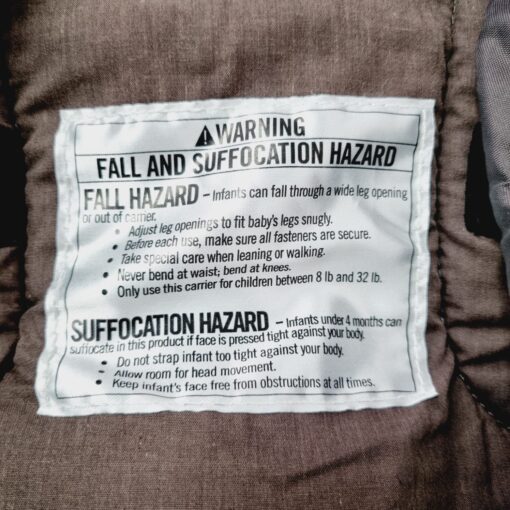 ⚠WARNING
FALL AND SUFFOCATION HAZARD
FALL HAZARD – Infants can fall through a wide leg opening
or out of carrier.
• Adjust leg openings to fit baby's legs snugly.
• Before each use, make sure all fasteners are secure.
• Take special care when leaning or walking.
• Never bend at waist; bend at knees.
• Only use this carrier for children between 8 lb and 32 lb.
SUFFOCATION HAZARD – Infants under 4 months can
suffocate in this product if face is pressed tight against your body.
• Do not strap infant too tight against your body.
• Allow room for head movement.
• Keep infant's face free from obstructions at all times.